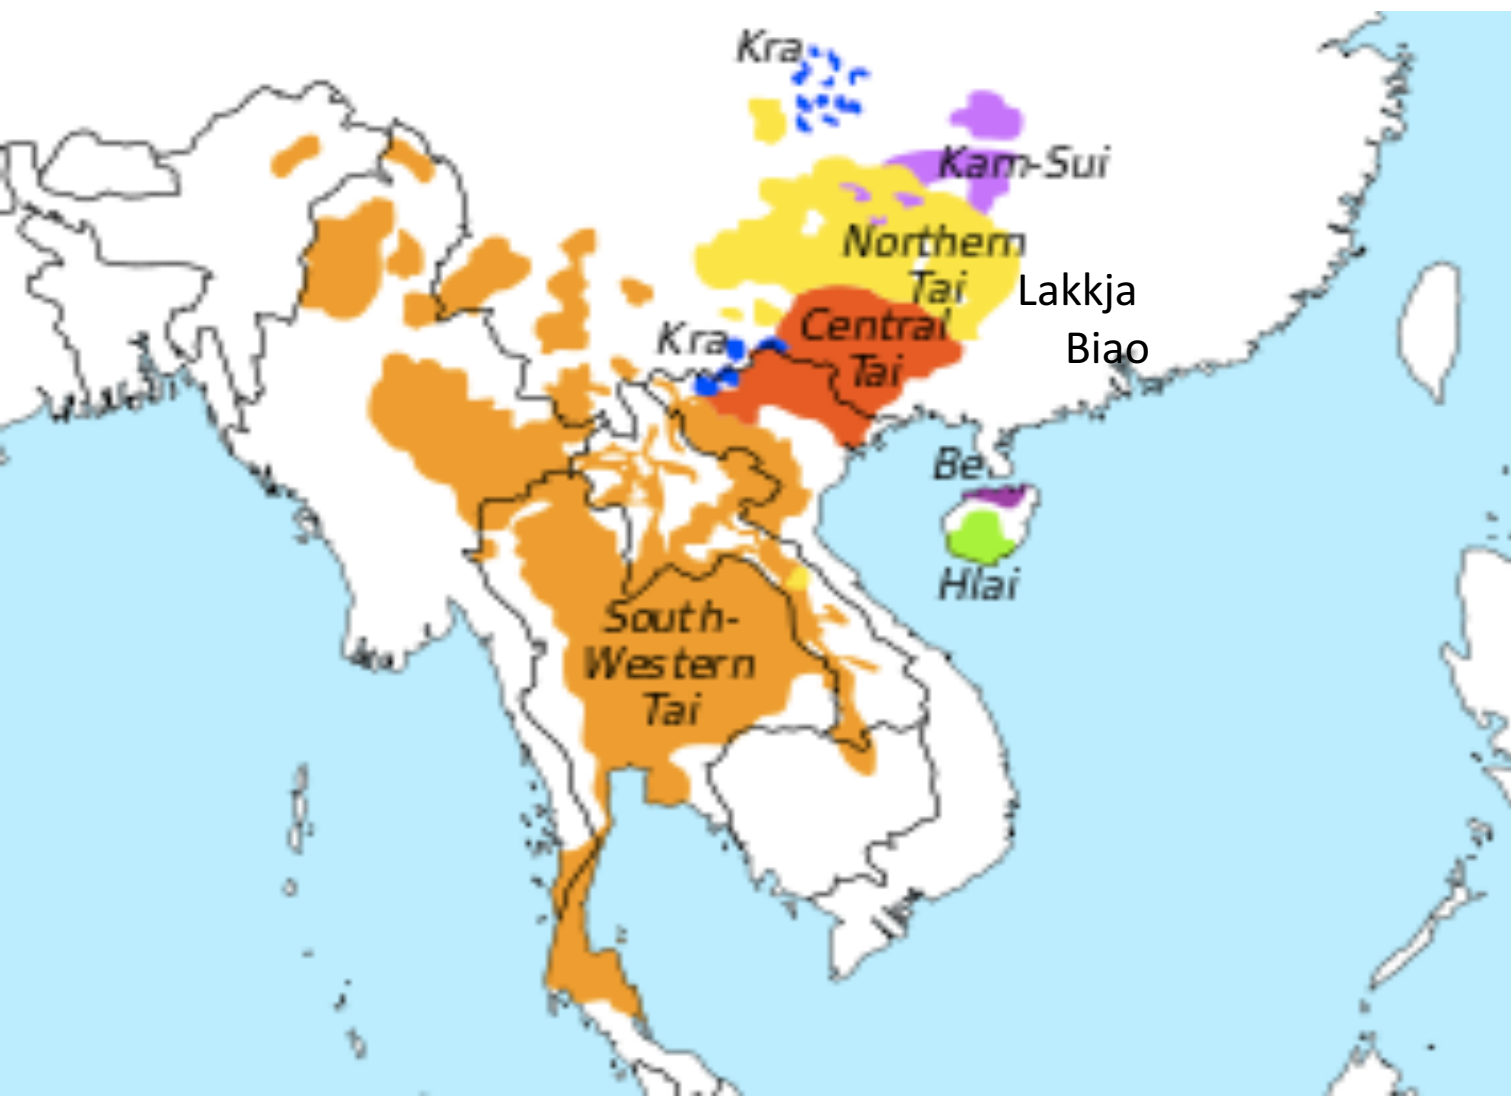 Kra
Kam-Sui
Northern
Tai
Lakkja
Central
Tai
Kra
Biao
Be
Hlai
South-
Western
Tai